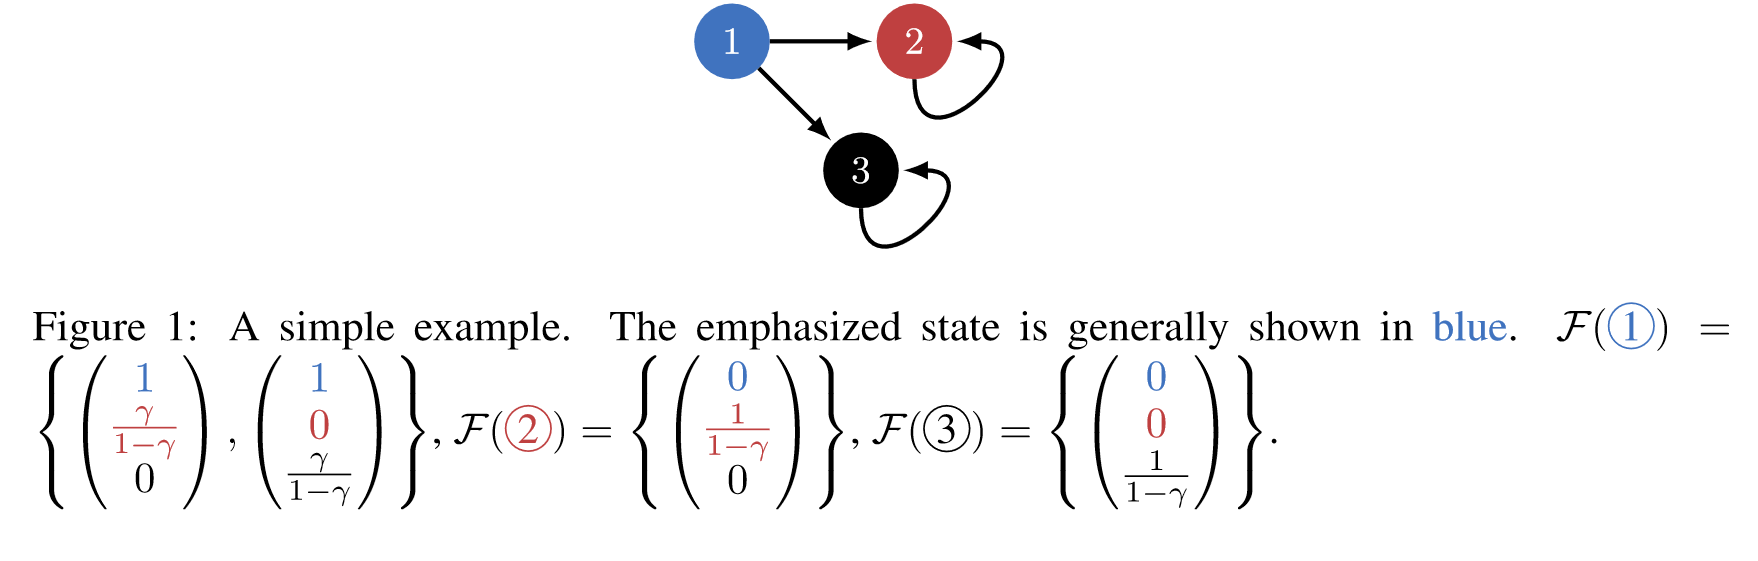 1 2
3
Figure 1: A simple example. The emphasized state is generally shown in blue. $\mathcal{F}(①) =$
$\left\{ \begin{pmatrix} 1 \\ \frac{\gamma}{1-\gamma} \\ 0 \end{pmatrix}, \begin{pmatrix} 1 \\ 0 \\ \frac{\gamma}{1-\gamma} \end{pmatrix} \right\}, \mathcal{F}(②) = \left\{ \begin{pmatrix} 0 \\ \frac{1}{1-\gamma} \\ 0 \end{pmatrix} \right\}, \mathcal{F}(③) = \left\{ \begin{pmatrix} 0 \\ 0 \\ \frac{1}{1-\gamma} \end{pmatrix} \right\}.$